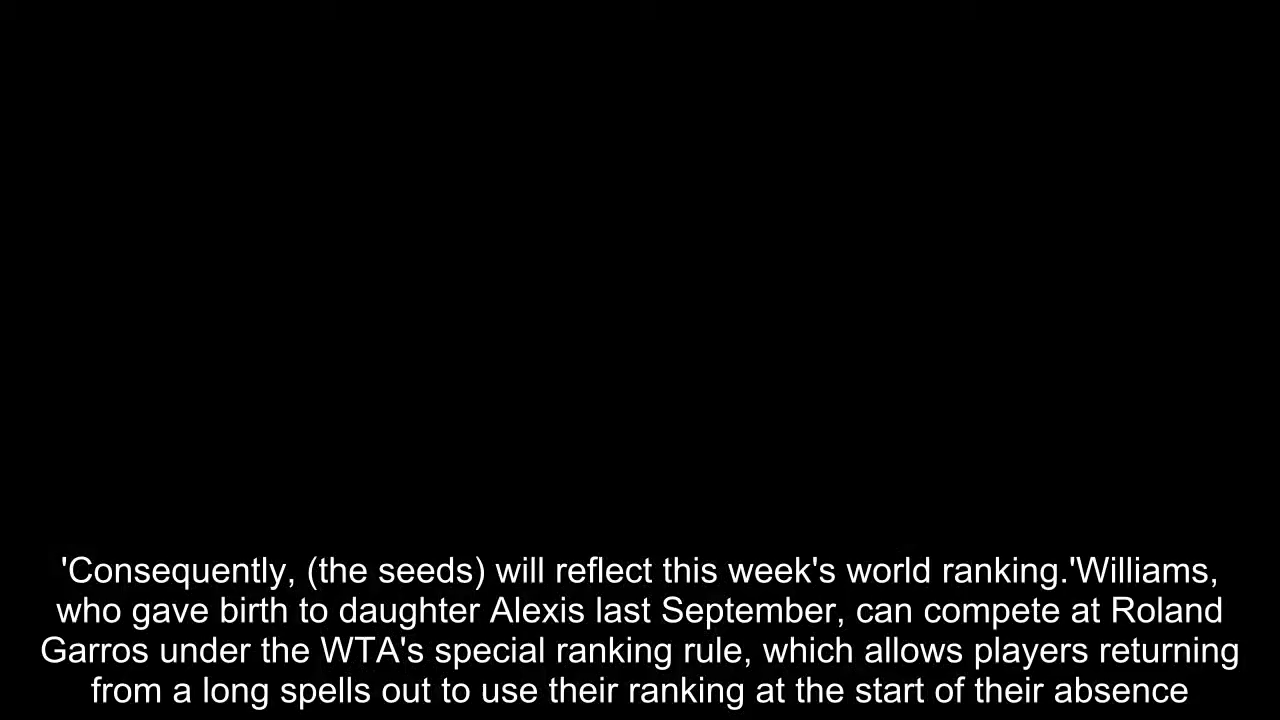 'Consequently, (the seeds) will reflect this week's world ranking.'Williams,
who gave birth to daughter Alexis last September, can compete at Roland
Garros under the WTA's special ranking rule, which allows players returning
from a long spells out to use their ranking at the start of their absence